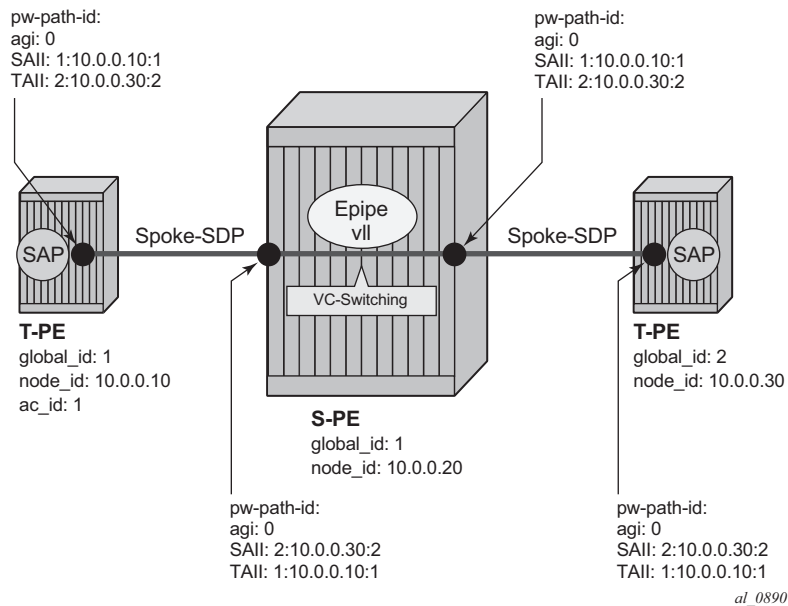 pw-path-id:
agi: 0
SAII: 1:10.0.0.10:1
TAII: 2:10.0.0.30:2
pw-path-id:
agi: 0
SAII: 1:10.0.0.10:1
TAII: 2:10.0.0.30:2
SAP
Spoke-SDP
Epipe
vll
VC-Switching
Spoke-SDP
SAP
T-PE
global_id: 1
node_id: 10.0.0.10
ac_id: 1
S-PE
global_id: 1
node_id: 10.0.0.20
T-PE
global_id: 2
node_id: 10.0.0.30
pw-path-id:
agi: 0
SAII: 2:10.0.0.30:2
TAII: 1:10.0.0.10:1
pw-path-id:
agi: 0
SAII: 2:10.0.0.30:2
TAII: 1:10.0.0.10:1
al_0890